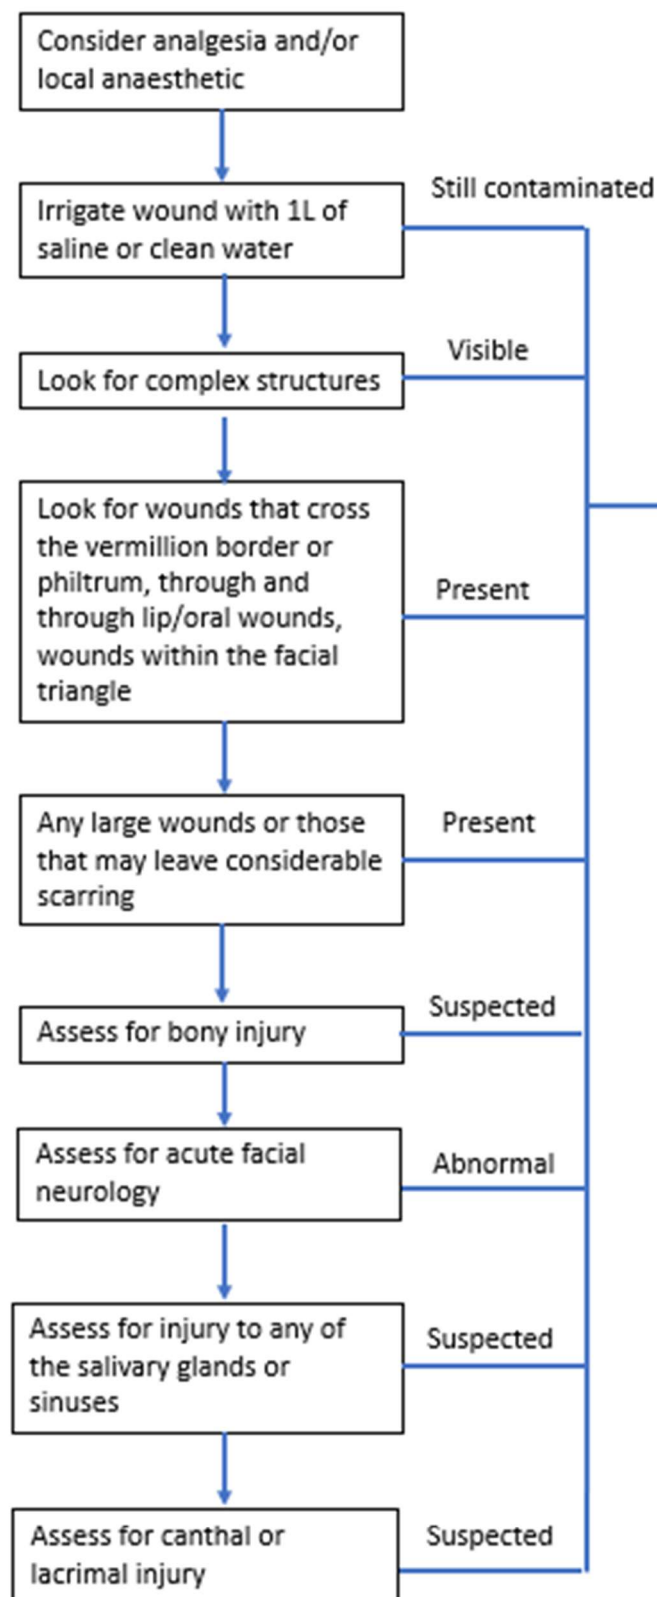 Consider analgesia and/or
local anaesthetic
Still contaminated
Irrigate wound with 1L of
saline or clean water
Visible
Look for complex structures
Look for wounds that cross
the vermillion border or
philtrum, through and
through lip/oral wounds,
wounds within the facial
triangle
Present
Any large wounds or those
that may leave considerable
scarring
Present
Assess for bony injury
Suspected
Assess for acute facial
neurology
Abnormal
Assess for injury to any of
the salivary glands or
sinuses
Suspected
Assess for canthal or
lacrimal injury
Suspected